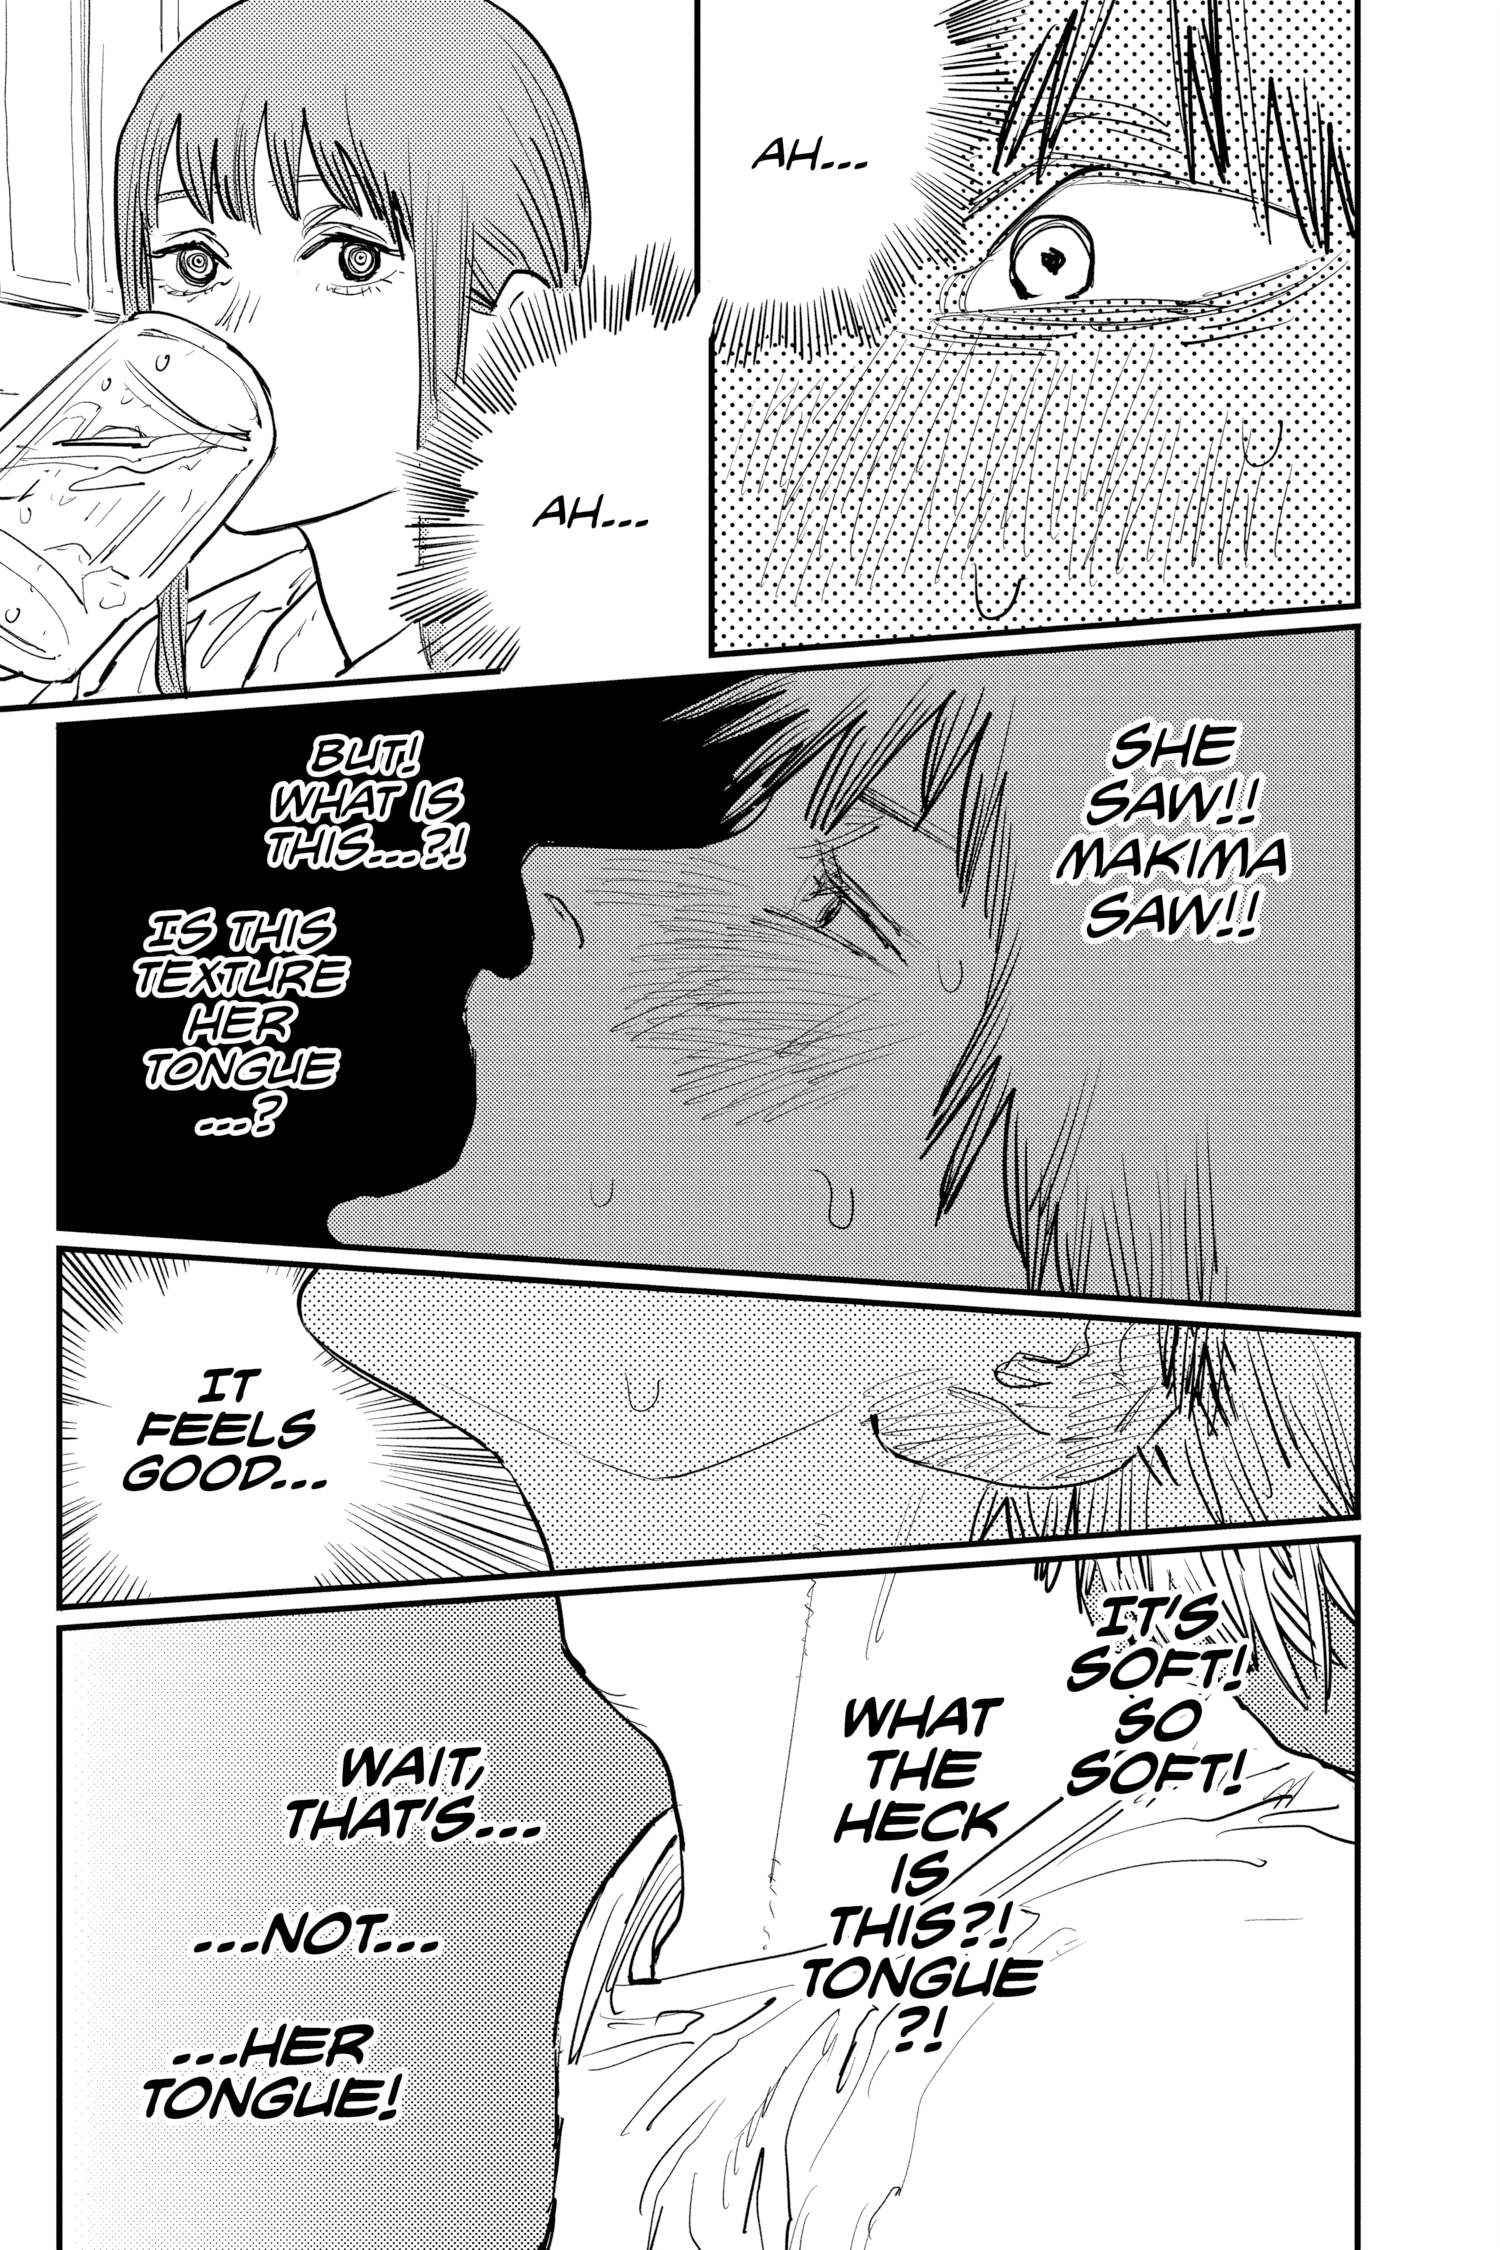 AH...
AH...
SHE
SAW!!
MAKIMA
SAW!!
BUT!
WHAT IS
THIS...?!
IS THIS
TEXTURE
HER
TONGUE
...?
IT
FEELS
GOOD...
IT'S
SOFT!
SO
SOFT!
WHAT
THE
HECK
IS
THIS?!
TONGUE
?!
WAIT,
THAT'S...
...NOT...
...HER
TONGUE!